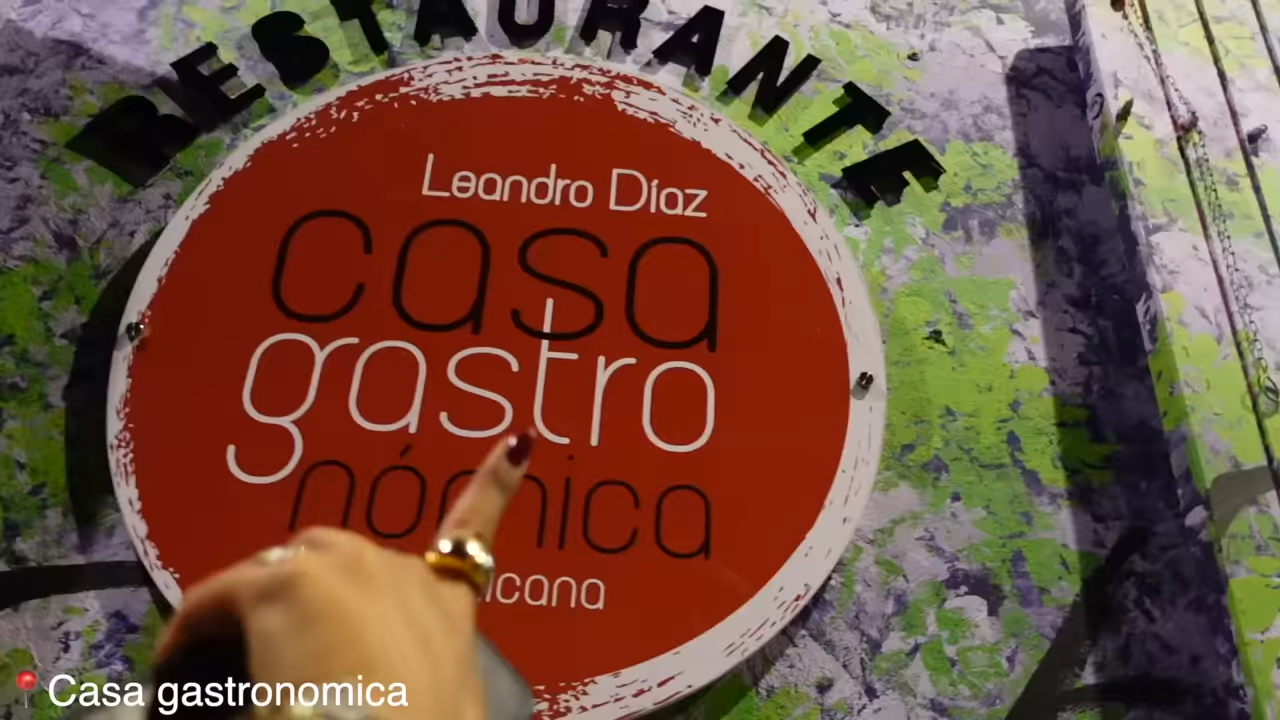 RESTAURANTE
Leandro Díaz
casa
gastro
nómica
Casa gastronomica